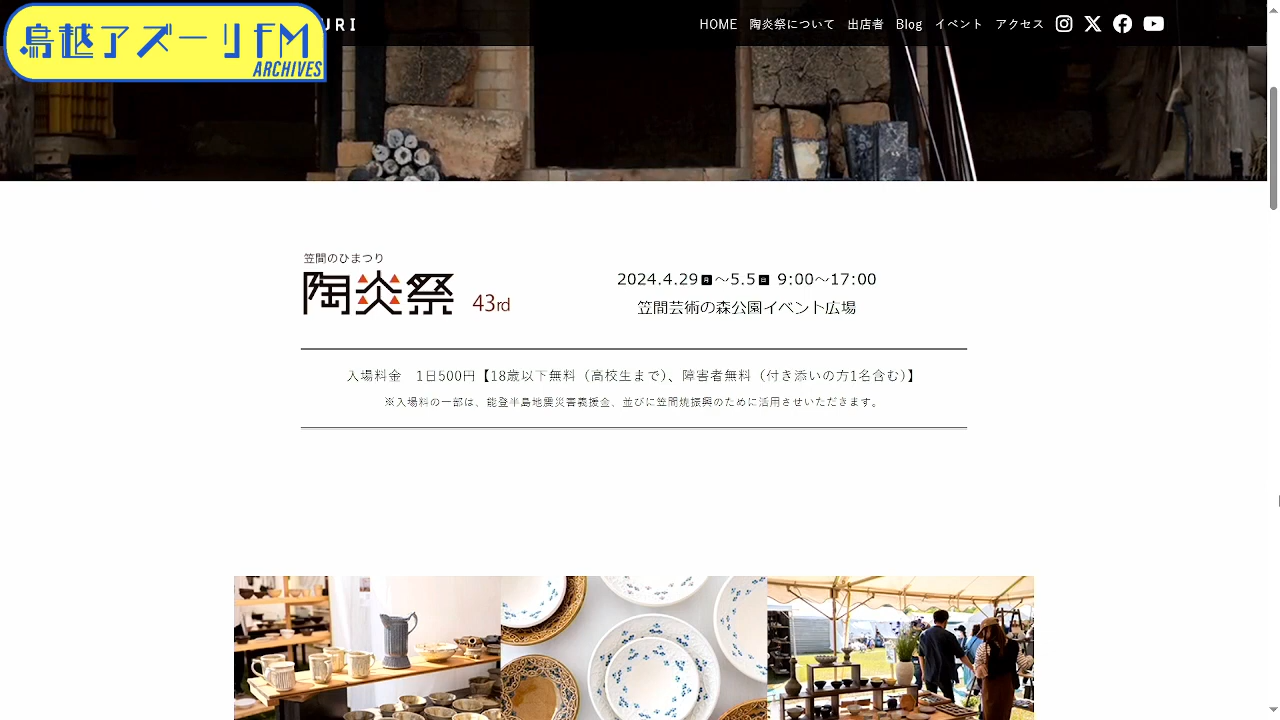 鳥越アズーリFM
ARCHIVES
URI
HOME 陶炎祭について 出店者 Blog イベント アクセス
笠間のひまつり
陶炎祭 43rd
2024.4.29月～5.5日 9:00～17:00
笠間芸術の森公園イベント広場
入場料金 1日500円【18歳以下無料（高校生まで）、障害者無料（付き添いの方1名含む）】
※入場料の一部は、能登半島地震災害義援金、並びに笠間焼振興のために活用させいただきます。